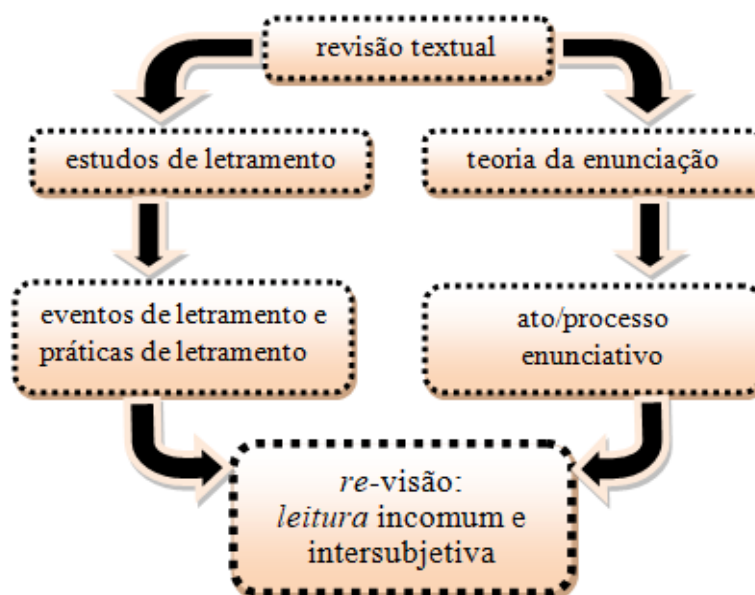 revisão textual
estudos de letramento
teoria da enunciação
eventos de letramento e
práticas de letramento
ato/processo
enunciativo
re-visão:
leitura incomum e
intersubjetiva